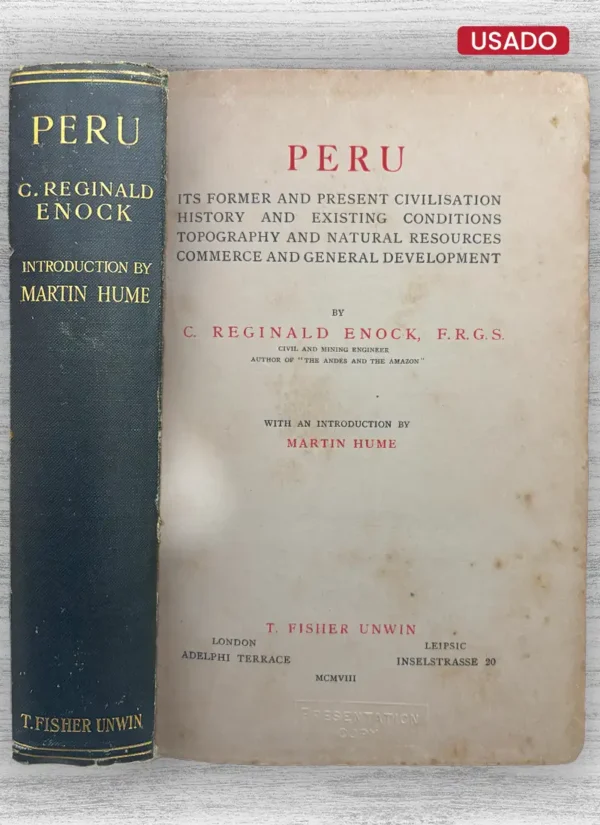 USADO
PERU
C. REGINALD
ENOCK
INTRODUCTION BY
MARTIN HUME
T. FISHER UNWIN
PERU
ITS FORMER AND PRESENT CIVILISATION
HISTORY AND EXISTING CONDITIONS
TOPOGRAPHY AND NATURAL RESOURCES
COMMERCE AND GENERAL DEVELOPMENT
BY
C. REGINALD ENOCK, F.R.G.S.
CIVIL AND MINING ENGINEER
AUTHOR OF "THE ANDES AND THE AMAZON"
WITH AN INTRODUCTION BY
MARTIN HUME
T. FISHER UNWIN
LONDON
ADELPHI TERRACE
LEIPSIC
INSELSTRASSE 20
MCMVIII
PRESENTATION
COPY